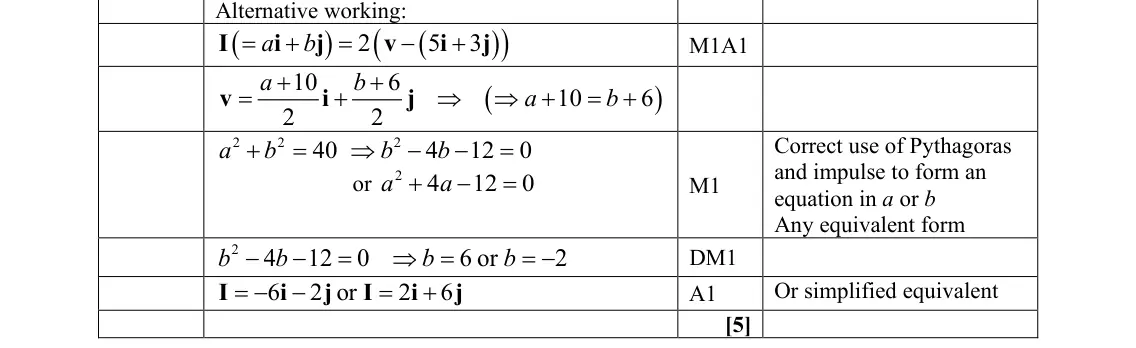 Alternative working:
I(= ai + bj) = 2(v − (5i + 3j)) M1A1
v = (a + 10)/2 i + (b + 6)/2 j ⇒ (⇒ a + 10 = b + 6)
a² + b² = 40 ⇒ b² − 4b − 12 = 0
or a² + 4a − 12 = 0
M1
Correct use of Pythagoras
and impulse to form an
equation in a or b
Any equivalent form
b² − 4b − 12 = 0 ⇒ b = 6 or b = −2 DM1
I = −6i − 2j or I = 2i + 6j A1 Or simplified equivalent
[5]